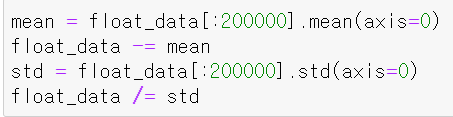 mean = float_data[:200000].mean(axis=0)
float_data -= mean
std = float_data[:200000].std(axis=0)
float_data /= std